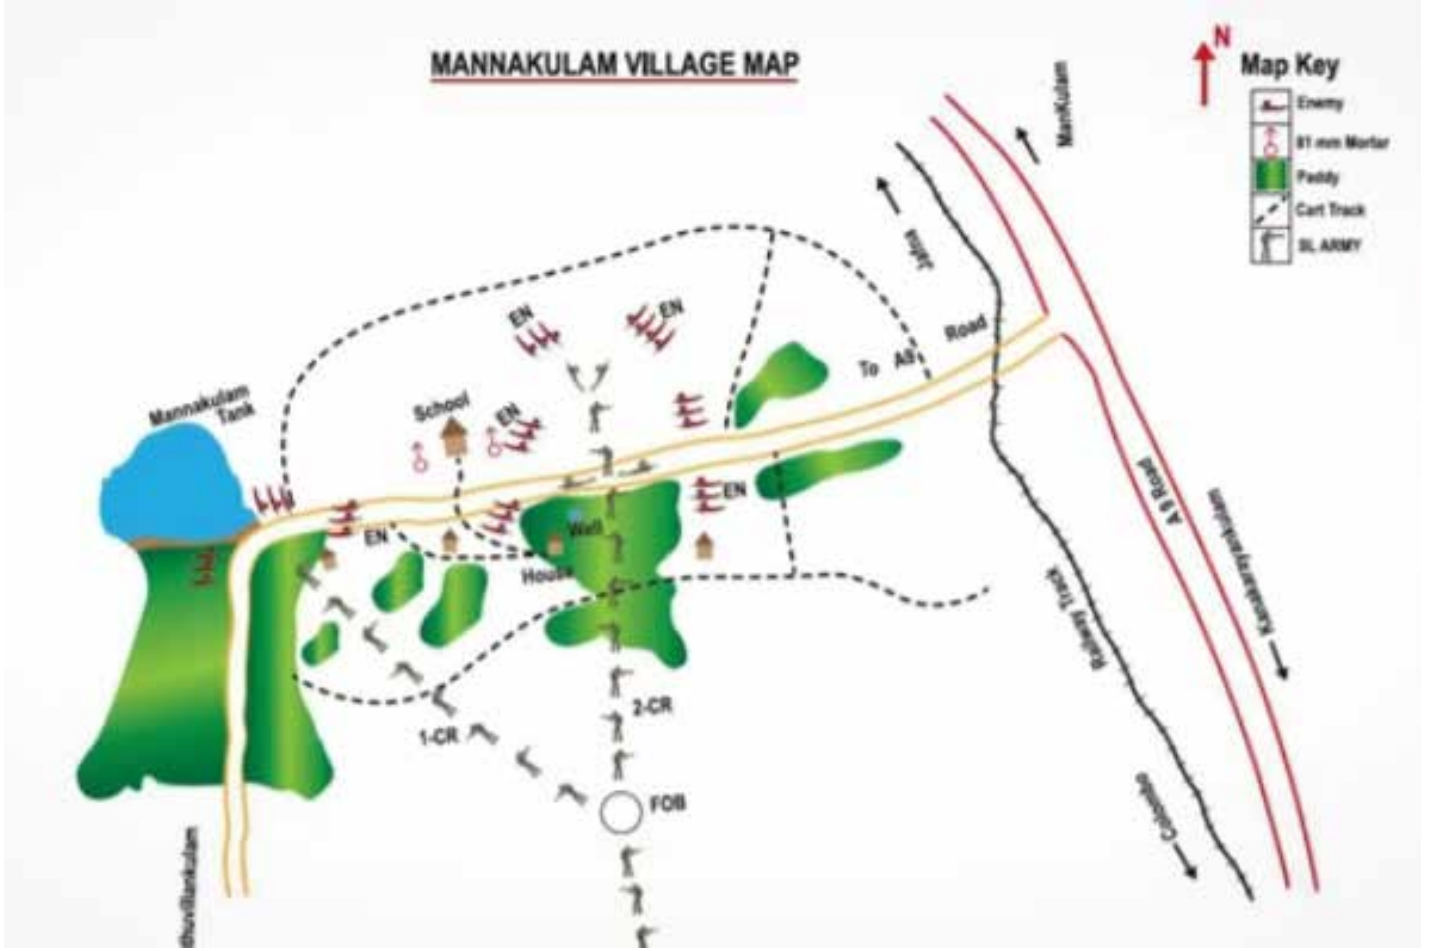 MANNAKULAM VILLAGE MAP
N
Map Key
Enemy
81 mm Mortar
Paddy
Cart Track
SL ARMY
ManKulam
Jafna
EN
EN
Mannakulam
Tank
School
EN
To A9 Road
EN
EN
Well
House
A 9 Road
Kanakarayankulam
Railway Track
2-CR
1-CR
FOB
Colombo